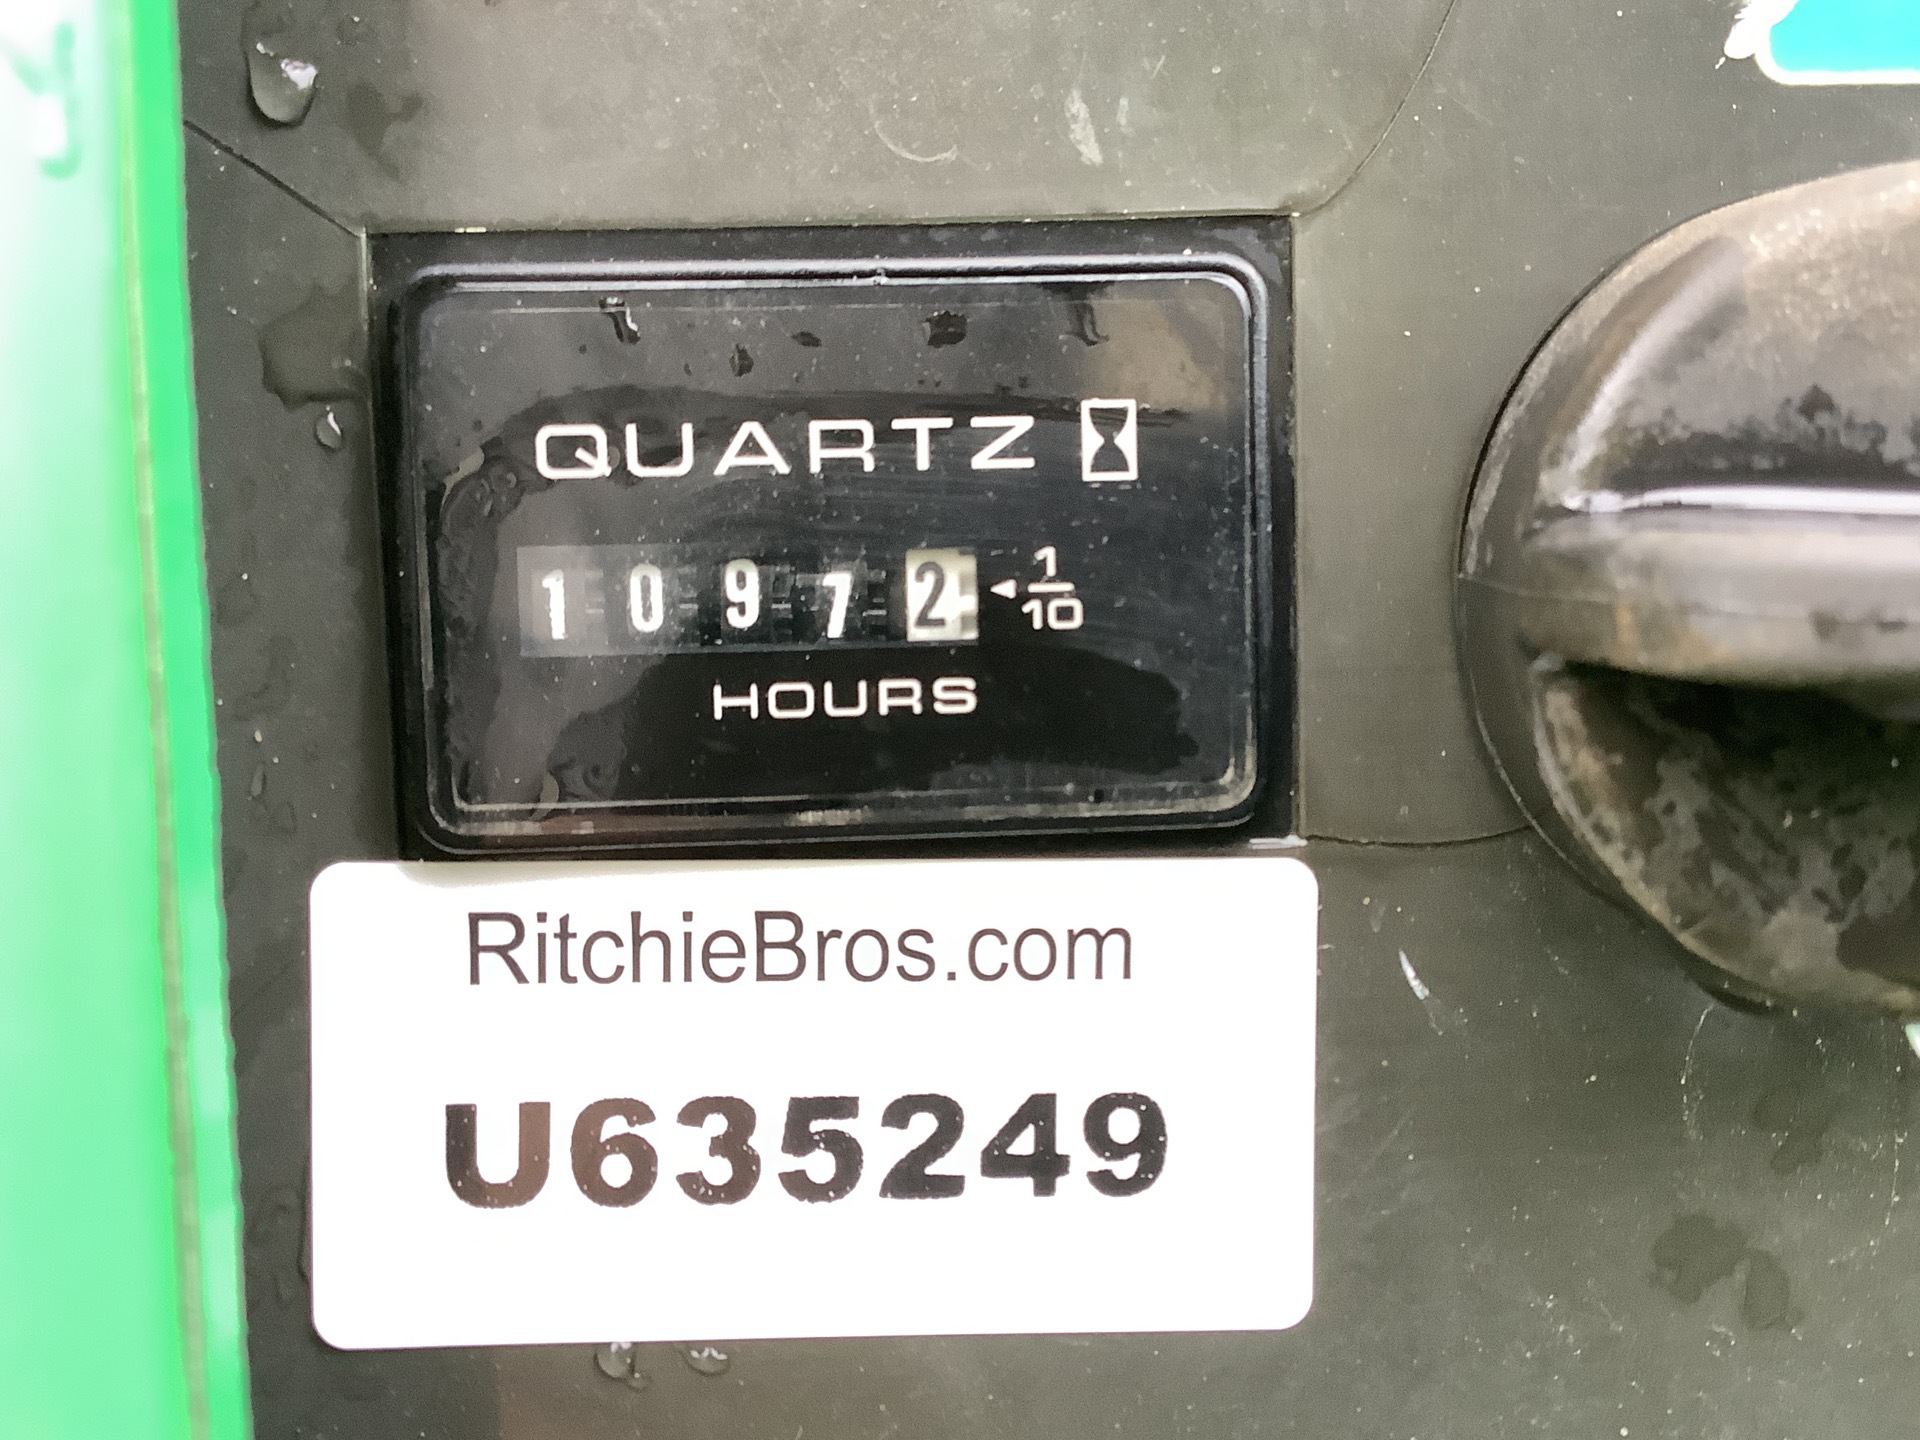 QUARTZ
10972 1/10
HOURS
RitchieBros.com
U635249